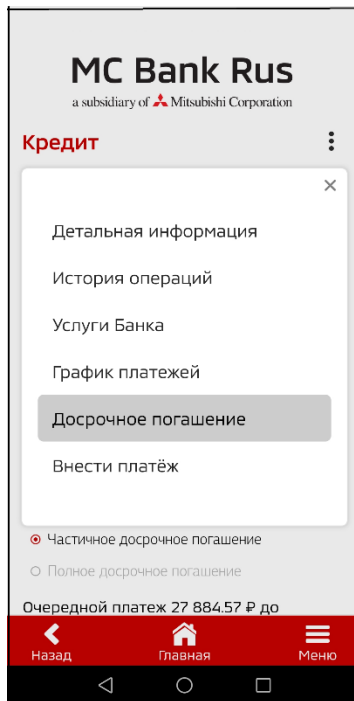 MC Bank Rus
a subsidiary of Mitsubishi Corporation
Кредит
Детальная информация
История операций
Услуги Банка
График платежей
Досрочное погашение
Внести платёж
Частичное досрочное погашение
Полное досрочное погашение
Очередной платеж 27 884.57 ₽ до
Назад Главная Меню